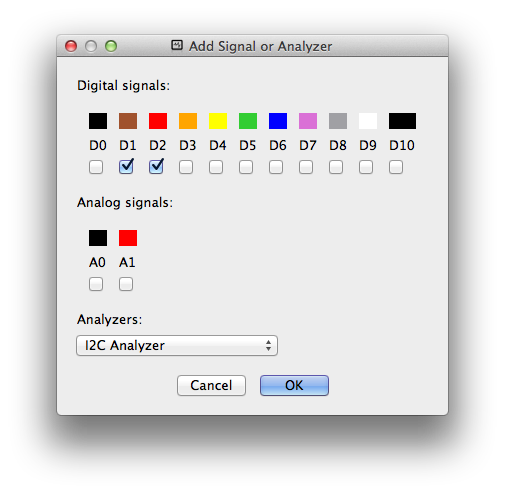 Add Signal or Analyzer
Digital signals:
D0 D1 D2 D3 D4 D5 D6 D7 D8 D9 D10
Analog signals:
A0 A1
Analyzers:
I2C Analyzer
Cancel OK